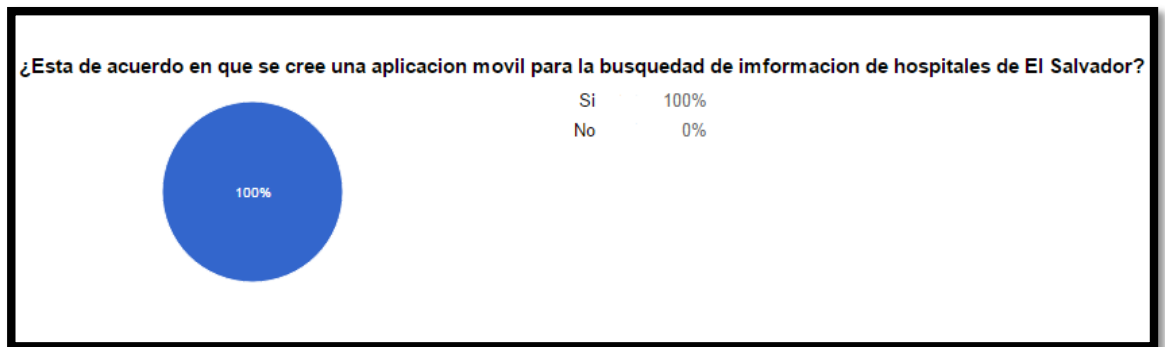 ¿Esta de acuerdo en que se cree una aplicacion movil para la busquedad de imformacion de hospitales de El Salvador?
Si 100%
No 0%
100%